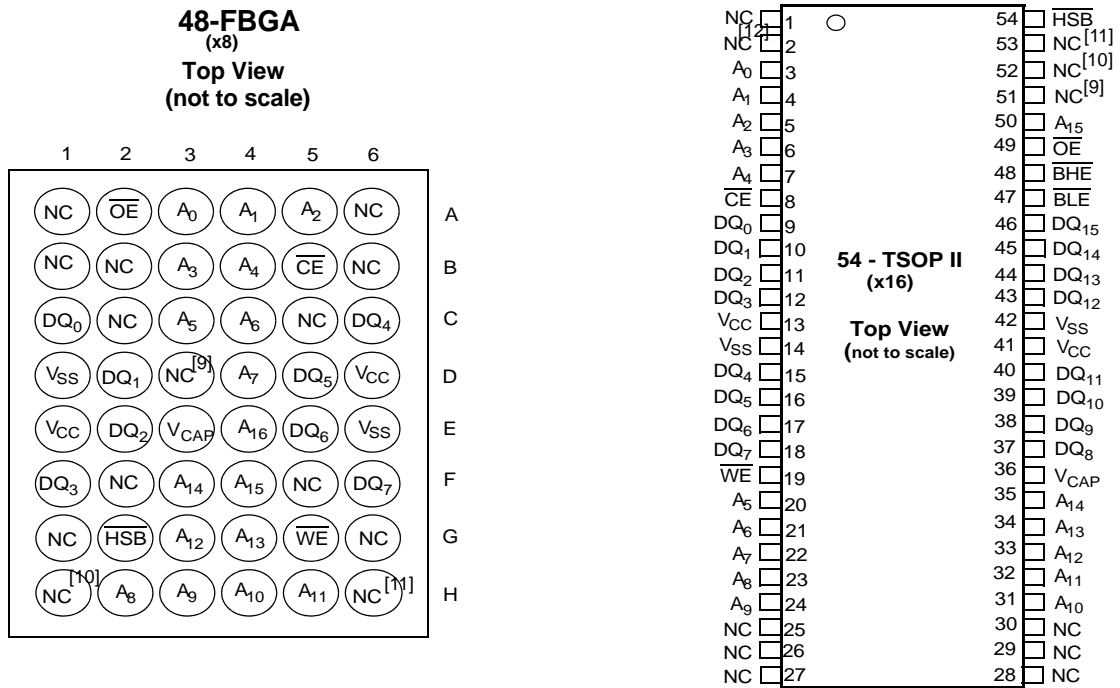 48-FBGA
(x8)
Top View
(not to scale)
1 2 3 4 5 6
NC OE A0 A1 A2 NC A
NC NC A3 A4 CE NC B
DQ0 NC A5 A6 NC DQ4 C
VSS DQ1 NC[9] A7 DQ5 VCC D
VCC DQ2 VCAP A16 DQ6 VSS E
DQ3 NC A14 A15 NC DQ7 F
NC HSB A12 A13 WE NC G
NC[10] A8 A9 A10 A11 NC[11] H
54 - TSOP II
(x16)
Top View
(not to scale)
NC 1 54 HSB
[12]
NC 2 53 NC[11]
A0 3 52 NC[10]
A1 4 51 NC[9]
A2 5 50 A15
A3 6 49 OE
A4 7 48 BHE
CE 8 47 BLE
DQ0 9 46 DQ15
DQ1 10 45 DQ14
DQ2 11 44 DQ13
DQ3 12 43 DQ12
VCC 13 42 VSS
VSS 14 41 VCC
DQ4 15 40 DQ11
DQ5 16 39 DQ10
DQ6 17 38 DQ9
DQ7 18 37 DQ8
WE 19 36 VCAP
A5 20 35 A14
A6 21 34 A13
A7 22 33 A12
A8 23 32 A11
A9 24 31 A10
NC 25 30 NC
NC 26 29 NC
NC 27 28 NC